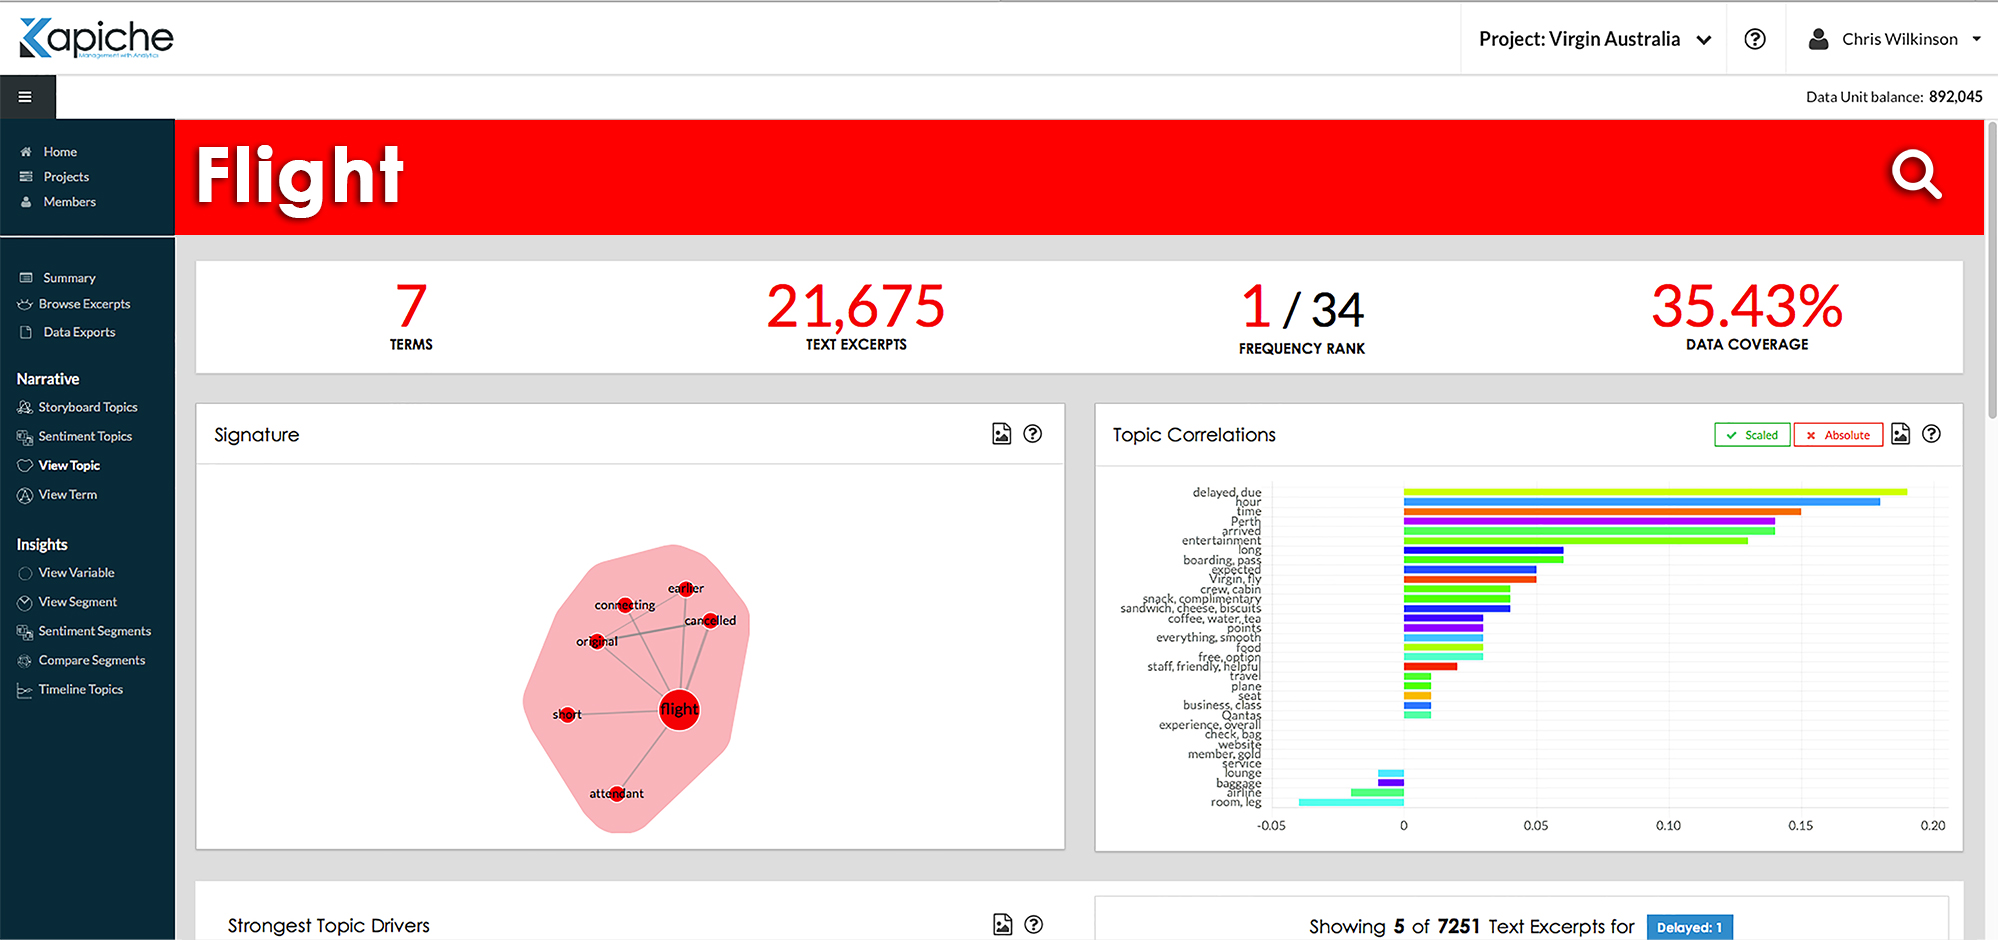 Kapiche
Management with Analytics
Project: Virgin Australia
Chris Wilkinson
Data Unit balance: 892,045
Home
Projects
Members
Summary
Browse Excerpts
Data Exports
Narrative
Storyboard Topics
Sentiment Topics
View Topic
View Term
Insights
View Variable
View Segment
Sentiment Segments
Compare Segments
Timeline Topics
Flight
7
TERMS
21,675
TEXT EXCERPTS
1 / 34
FREQUENCY RANK
35.43%
DATA COVERAGE
Signature
earlier
connecting
cancelled
original
flight
short
attendant
Topic Correlations
Scaled
Absolute
delayed, due
hour
time
Perth
arrived
entertainment
long
boarding, pass
expected
Virgin, fly
crew, cabin
snack, complimentary
sandwich, cheese, biscuits
coffee, water, tea
points
everything, smooth
food
free, option
staff, friendly, helpful
travel
plane
seat
business, class
Qantas
experience, overall
check, bag
website
member, gold
service
lounge
baggage
airline
room, leg
-0.05 0 0.05 0.10 0.15 0.20
Strongest Topic Drivers
Showing 5 of 7251 Text Excerpts for Delayed: 1